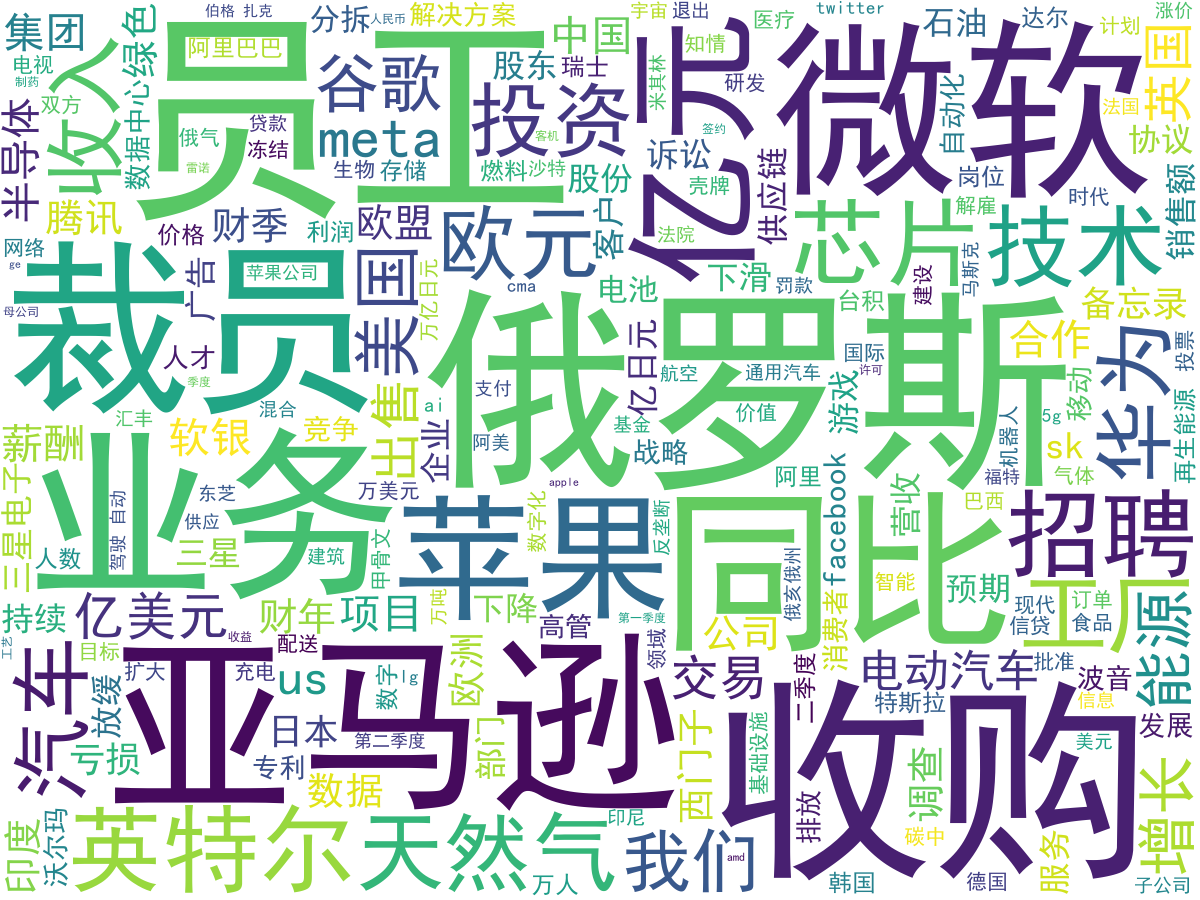 伯格 扎克
人民币
分拆
解决方案
宇宙
退出
twitter
涨价
集团
员工
阿里巴巴
中国
亿元
医疗
石油
达尔
计划
知情
微软
英国
绿色
收入
电视
制药
谷歌
股东
瑞士
米其林
研发
自动化
法国
双方
数据中心
meta
投资
协议
半导体
俄气
贷款
冻结
客机
签约
诉讼
供应链
岗位
时代
雷诺
生物
存储
燃料
沙特
股份
壳牌
腾讯
价格
财季
利润
欧盟
欧元
客户
法院
芯片
解雇
技术
销售额
网络
ge
裁员
广告
苹果公司
美国
万亿日元
cma
电池
下滑
罚款
台积
建设
马斯克
备忘录
母公司
俄罗斯
亿日元
国际
合作
华为
投票
人才
季度
支付
航空
通用汽车
许可
汇丰
混合
ai
基金
价值
游戏
5g
移动
再生能源
薪酬
软银
竞争
出售
企业
阿美
战略
阿里
机器人
福特
sk
气体
三星电子
业务
东芝
万美元
apple
同比
facebook
营收
巴西
招聘
供应
驾驶 自动
苹果
数字化
反垄断
人数
三星
建筑
甲骨文
俄亥俄州
智能
预期
现代
订单
工厂
能源
持续
亿美元
财年
项目
下降
万吨
第一季度
公司
消费者
信贷
食品
工艺
目标
收益
高管
领域
汽车
亚马逊
配送
扩大
充电
us
数字
ig
欧洲
交易
二季度
电动汽车
批准
波音
放缓
特斯拉
信息
亏损
日本
第二季度
部门
收购
发展
专利
数据
西门子
基础设施
美元
排放
调查
增长
印度
沃尔玛
英特尔
天然气
印尼
我们
amd
碳中
服务
万人
韩国
德国
子公司